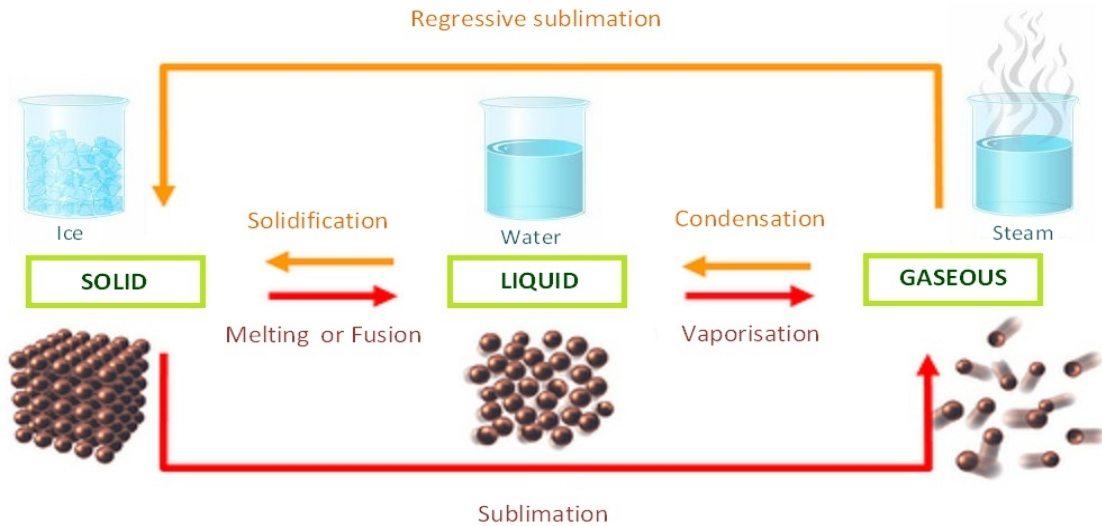 Regressive sublimation
Ice
Solidification
Water
Condensation
Steam
SOLID
LIQUID
GASEOUS
Melting or Fusion
Vaporisation
Sublimation